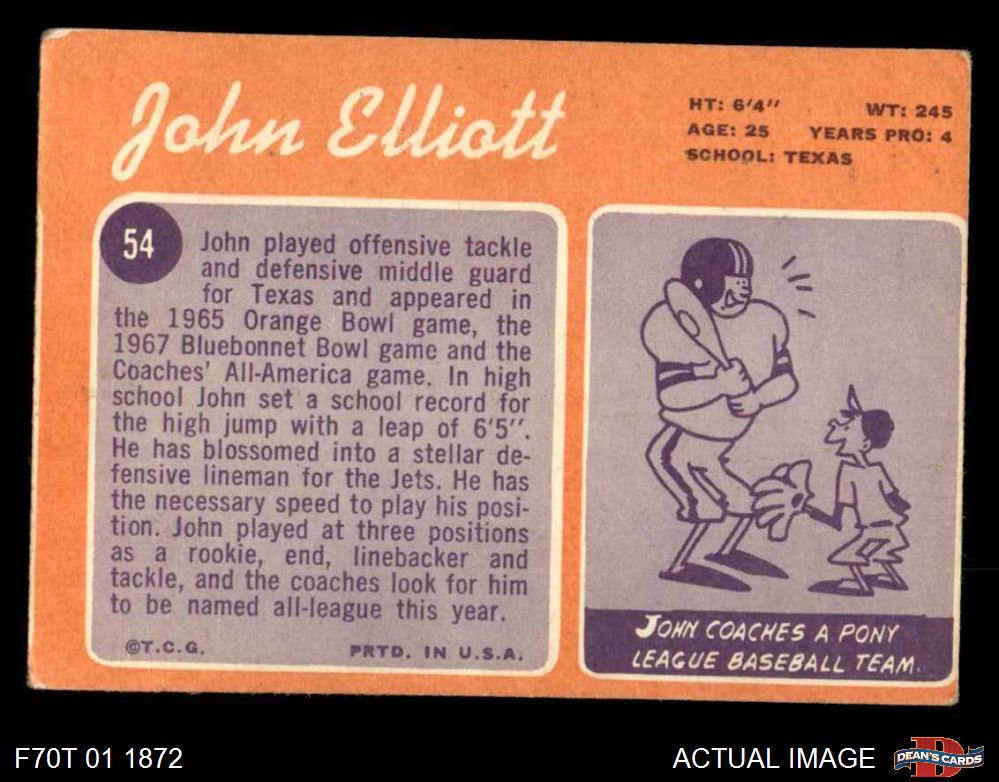 John Elliott
HT: 6'4" WT: 245
AGE: 25 YEARS PRO: 4
SCHOOL: TEXAS
54
John played offensive tackle
and defensive middle guard
for Texas and appeared in
the 1965 Orange Bowl game, the
1967 Bluebonnet Bowl game and the
Coaches' All-America game. In high
school John set a school record for
the high jump with a leap of 6'5".
He has blossomed into a stellar de-
fensive lineman for the Jets. He has
the necessary speed to play his posi-
tion. John played at three positions
as a rookie, end, linebacker and
tackle, and the coaches look for him
to be named all-league this year.
©T.C.G. PRTD. IN U.S.A.
JOHN COACHES A PONY
LEAGUE BASEBALL TEAM.
F70T 01 1872
ACTUAL IMAGE
DEAN'S CARDS